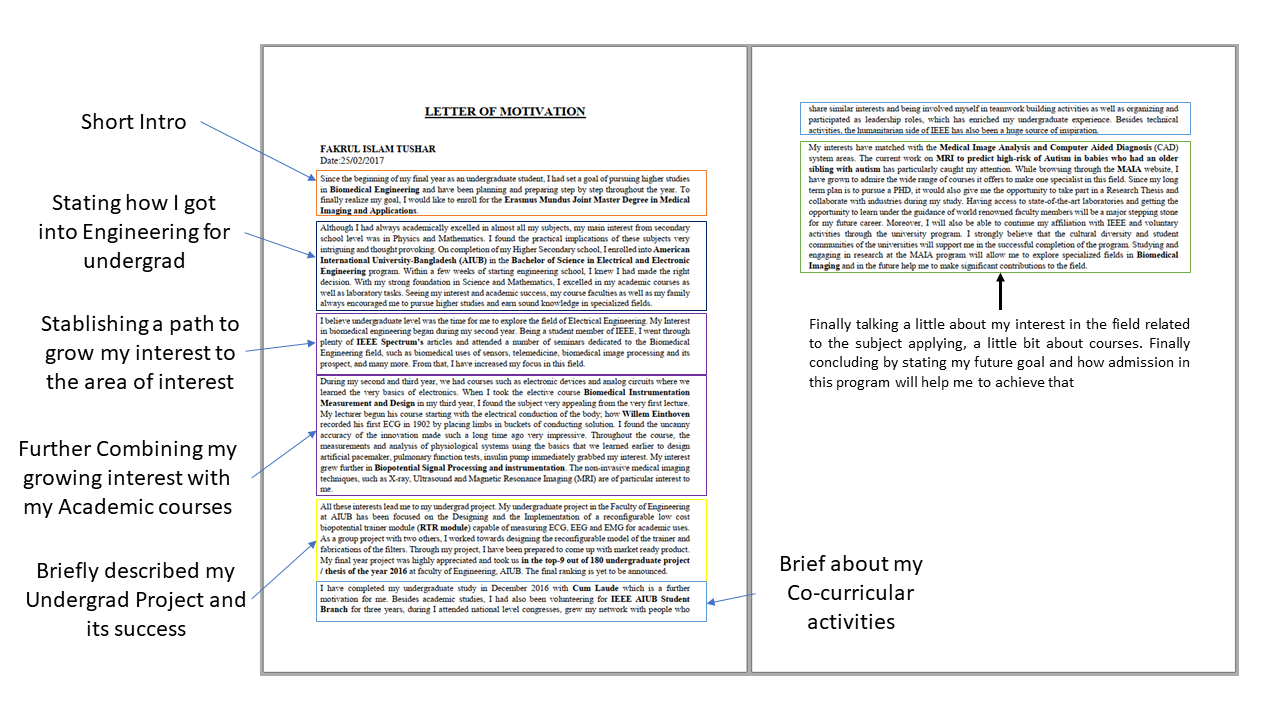 Short Intro
Stating how I got
into Engineering for
undergrad
Stablishing a path to
grow my interest to
the area of interest
Further Combining my
growing interest with
my Academic courses
Briefly described my
Undergrad Project and
its success
LETTER OF MOTIVATION
FAKRUL ISLAM TUSHAR
Date:25/02/2017
Since the beginning of my final year as an undergraduate student, I had set a goal of pursuing higher studies
in Biomedical Engineering and have been planning and preparing step by step throughout the year. To
finally realize my goal, I would like to enroll for the Erasmus Mundus Joint Master Degree in Medical
Imaging and Applications.
Although I had always academically excelled in almost all my subjects, my main interest from secondary
school level was in Physics and Mathematics. I found the practical implications of these subjects very
intriguing and thought provoking. On completion of my Higher Secondary school, I enrolled into American
International University-Bangladesh (AIUB) in the Bachelor of Science in Electrical and Electronic
Engineering program. Within a few weeks of starting engineering school, I knew I had made the right
decision. With my strong foundation in Science and Mathematics, I excelled in my academic courses as
well as laboratory tasks. Seeing my interest and academic success, my course faculties as well as my family
always encouraged me to pursue higher studies and earn sound knowledge in specialized fields.
I believe undergraduate level was the time for me to explore the field of Electrical Engineering. My Interest
in biomedical engineering began during my second year. Being a student member of IEEE, I went through
plenty of IEEE Spectrum's articles and attended a number of seminars dedicated to the Biomedical
Engineering field, such as biomedical uses of sensors, telemedicine, biomedical image processing and its
prospect, and many more. From that, I have increased my focus in this field.
During my second and third year, we had courses such as electronic devices and analog circuits where we
learned the very basics of electronics. When I took the elective course Biomedical Instrumentation
Measurement and Design in my third year, I found the subject very appealing from the very first lecture.
My lecturer begun his course starting with the electrical conduction of the body; how Willem Einthoven
recorded his first ECG in 1902 by placing limbs in buckets of conducting solution. I found the uncanny
accuracy of the innovation made such a long time ago very impressive. Throughout the course, the
measurements and analysis of physiological systems using the basics that we learned earlier to design
artificial pacemaker, pulmonary function tests, insulin pump immediately grabbed my interest. My interest
grew further in Biopotential Signal Processing and instrumentation. The non-invasive medical imaging
techniques, such as X-ray, Ultrasound and Magnetic Resonance Imaging (MRI) are of particular interest to
me.
All these interests lead me to my undergrad project. My undergraduate project in the Faculty of Engineering
at AIUB has been focused on the Designing and the Implementation of a reconfigurable low cost
biopotential trainer module (RTR module) capable of measuring ECG, EEG and EMG for academic uses.
As a group project with two others, I worked towards designing the reconfigurable model of the trainer and
fabrications of the filters. Through my project, I have been prepared to come up with market ready product.
My final year project was highly appreciated and took us in the top-9 out of 180 undergraduate project
/ thesis of the year 2016 at faculty of Engineering, AIUB. The final ranking is yet to be announced.
I have completed my undergraduate study in December 2016 with Cum Laude which is a further
motivation for me. Besides academic studies, I had also been volunteering for IEEE AIUB Student
Branch for three years, during I attended national level congresses, grew my network with people who
share similar interests and being involved myself in teamwork building activities as well as organizing and
participated as leadership roles, which has enriched my undergraduate experience. Besides technical
activities, the humanitarian side of IEEE has also been a huge source of inspiration.
My interests have matched with the Medical Image Analysis and Computer Aided Diagnosis (CAD)
system areas. The current work on MRI to predict high-risk of Autism in babies who had an older
sibling with autism has particularly caught my attention. While browsing through the MAIA website, I
have grown to admire the wide range of courses it offers to make one specialist in this field. Since my long
term plan is to pursue a PHD, it would also give me the opportunity to take part in a Research Thesis and
collaborate with industries during my study. Having access to state-of-the-art laboratories and getting the
opportunity to learn under the guidance of world renowned faculty members will be a major stepping stone
for my future career. Moreover, I will also be able to continue my affiliation with IEEE and voluntary
activities through the university program. I strongly believe that the cultural diversity and student
communities of the universities will support me in the successful completion of the program. Studying and
engaging in research at the MAIA program will allow me to explore specialized fields in Biomedical
Imaging and in the future help me to make significant contributions to the field.
Finally talking a little about my interest in the field related
to the subject applying, a little bit about courses. Finally
concluding by stating my future goal and how admission in
this program will help me to achieve that
Brief about my
Co-curricular
activities